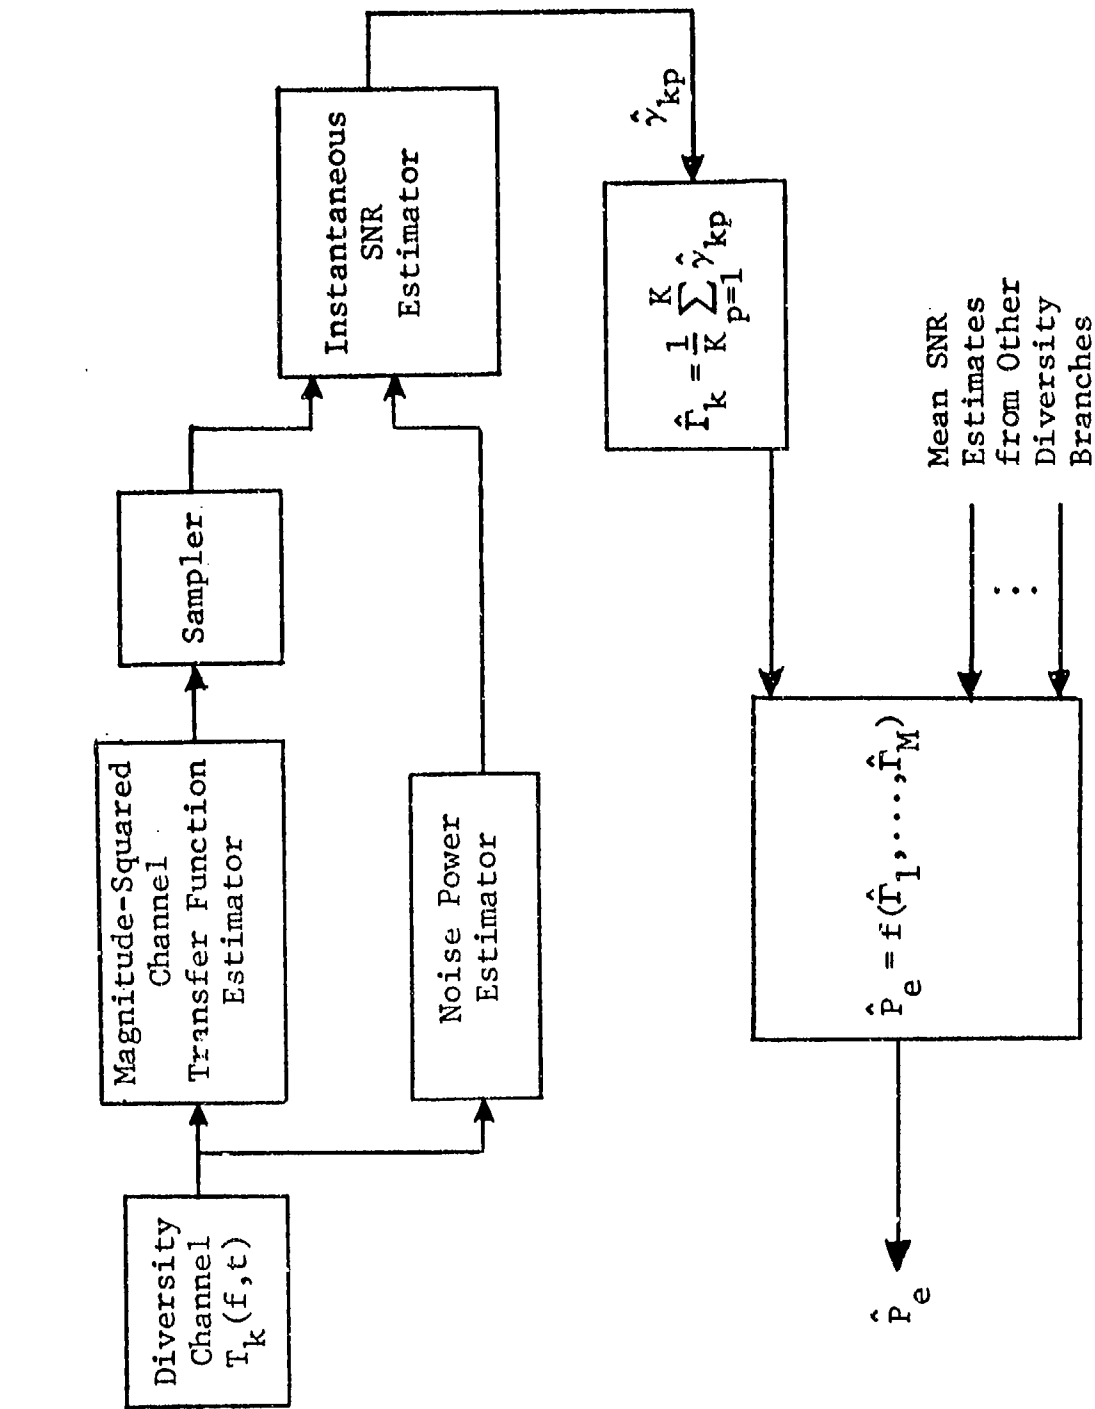 Diversity
Channel
T_k(f,t)
Magnitude-Squared
Channel
Transfer Function
Estimator
Sampler
Noise Power
Estimator
Instantaneous
SNR
Estimator
γ̂_kp
Γ̂_k = 1/K Σ_{p=1}^{K} γ̂_kp
Mean SNR
Estimates
from Other
Diversity
Branches
P̂_e = f(Γ̂_1,....,Γ̂_M)
P̂_e